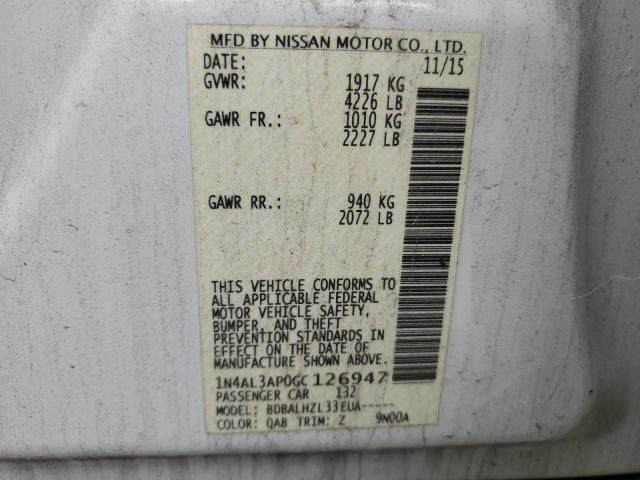 MFD BY NISSAN MOTOR CO., LTD.
DATE: 11/15
GVWR: 1917 KG
4226 LB
GAWR FR.: 1010 KG
2227 LB
GAWR RR.: 940 KG
2072 LB
THIS VEHICLE CONFORMS TO
ALL APPLICABLE FEDERAL
MOTOR VEHICLE SAFETY,
BUMPER, AND THEFT
PREVENTION STANDARDS IN
EFFECT ON THE DATE OF
MANUFACTURE SHOWN ABOVE.
1N4AL3AP0GC126947
PASSENGER CAR 132
MODEL: BDBALHZL33EUA-----
COLOR: QAB TRIM: Z 9N00A